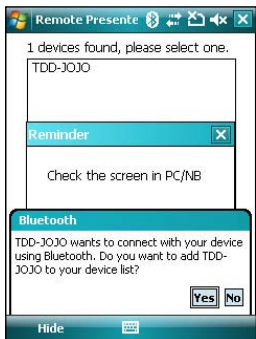 Remote Presente
1 devices found, please select one.
TDD-JOJO
Reminder
Check the screen in PC/NB
Bluetooth
TDD-JOJO wants to connect with your device
using Bluetooth. Do you want to add TDD-
JOJO to your device list?
Yes No
Hide